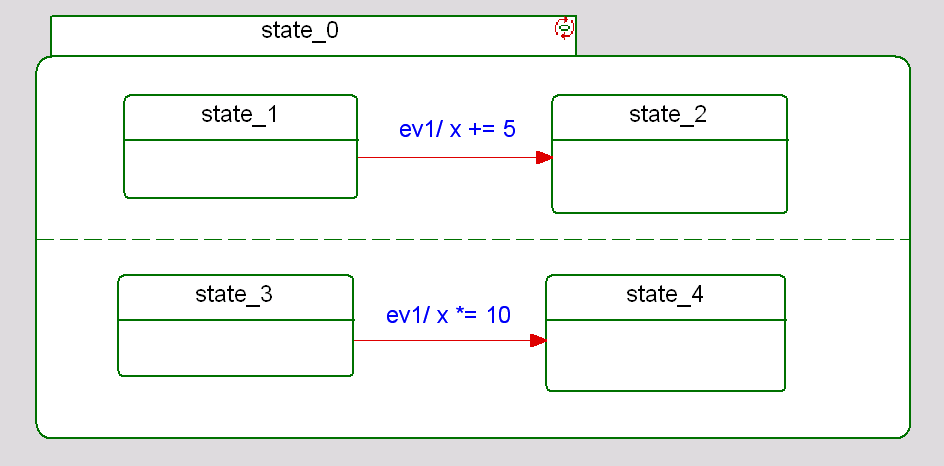 state_0
state_1
ev1/ x += 5
state_2
state_3
ev1/ x *= 10
state_4